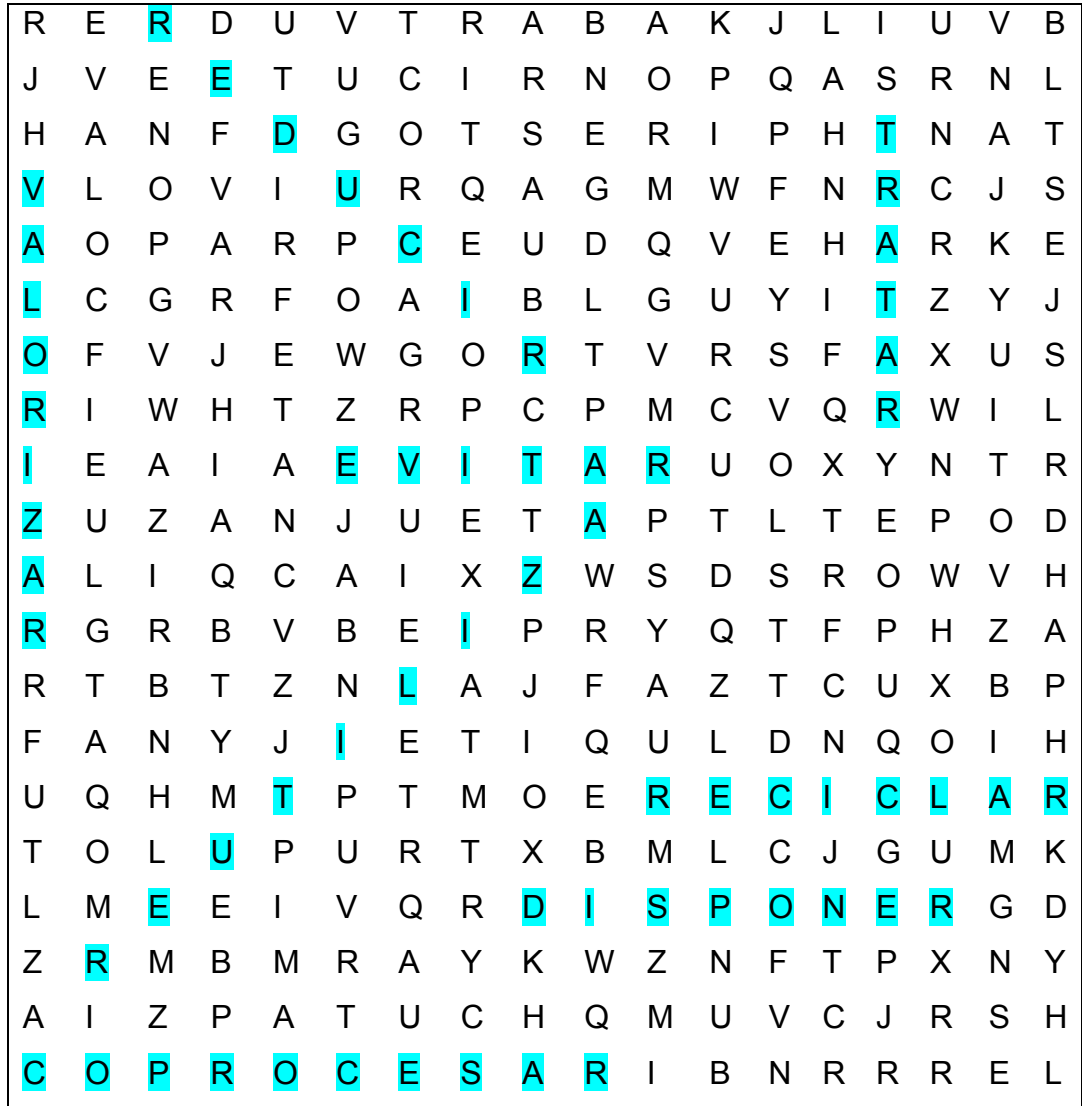 R E R D U V T R A B A K J L I U V B
J V E E T U C I R N O P Q A S R N L
H A N F D G O T S E R I P H T N A T
V L O V I U R Q A G M W F N R C J S
A O P A R P C E U D Q V E H A R K E
L C G R F O A I B L G U Y I T Z Y J
O F V J E W G O R T V R S F A X U S
R I W H T Z R P C P M C V Q R W I L
I E A I A E V I T A R U O X Y N T R
Z U Z A N J U E T A P T L T E P O D
A L I Q C A I X Z W S D S R O W V H
R G R B V B E I P R Y Q T F P H Z A
R T B T Z N L A J F A Z T C U X B P
F A N Y J I E T I Q U L D N Q O I H
U Q H M T P T M O E R E C I C L A R
T O L U P U R T X B M L C J G U M K
L M E E I V Q R D I S P O N E R G D
Z R M B M R A Y K W Z N F T P X N Y
A I Z P A T U C H Q M U V C J R S H
C O P R O C E S A R I B N R R R E L